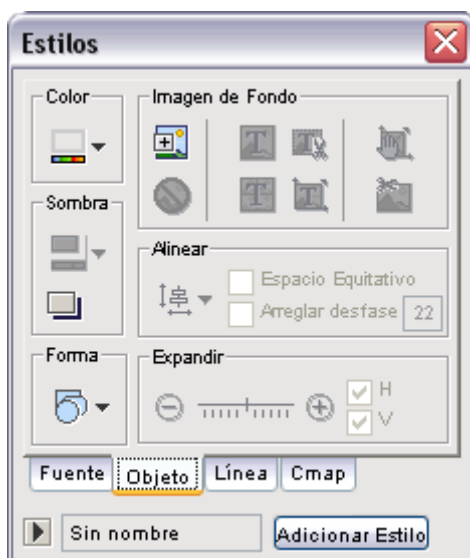 Estilos
Color
Imagen de Fondo
Sombra
Alinear
Espacio Equitativo
Arreglar desfase 22
Forma
Expandir
H
V
Fuente Objeto Línea Cmap
Sin nombre Adicionar Estilo